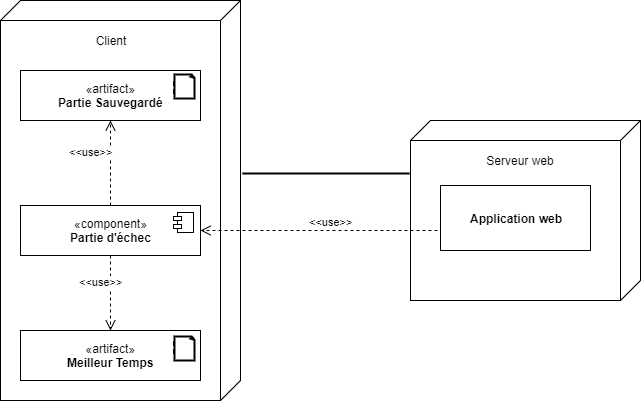 Client
«artifact»
Partie Sauvegardé
<<use>>
«component»
Partie d'échec
<<use>>
«artifact»
Meilleur Temps
<<use>>
Serveur web
Application web